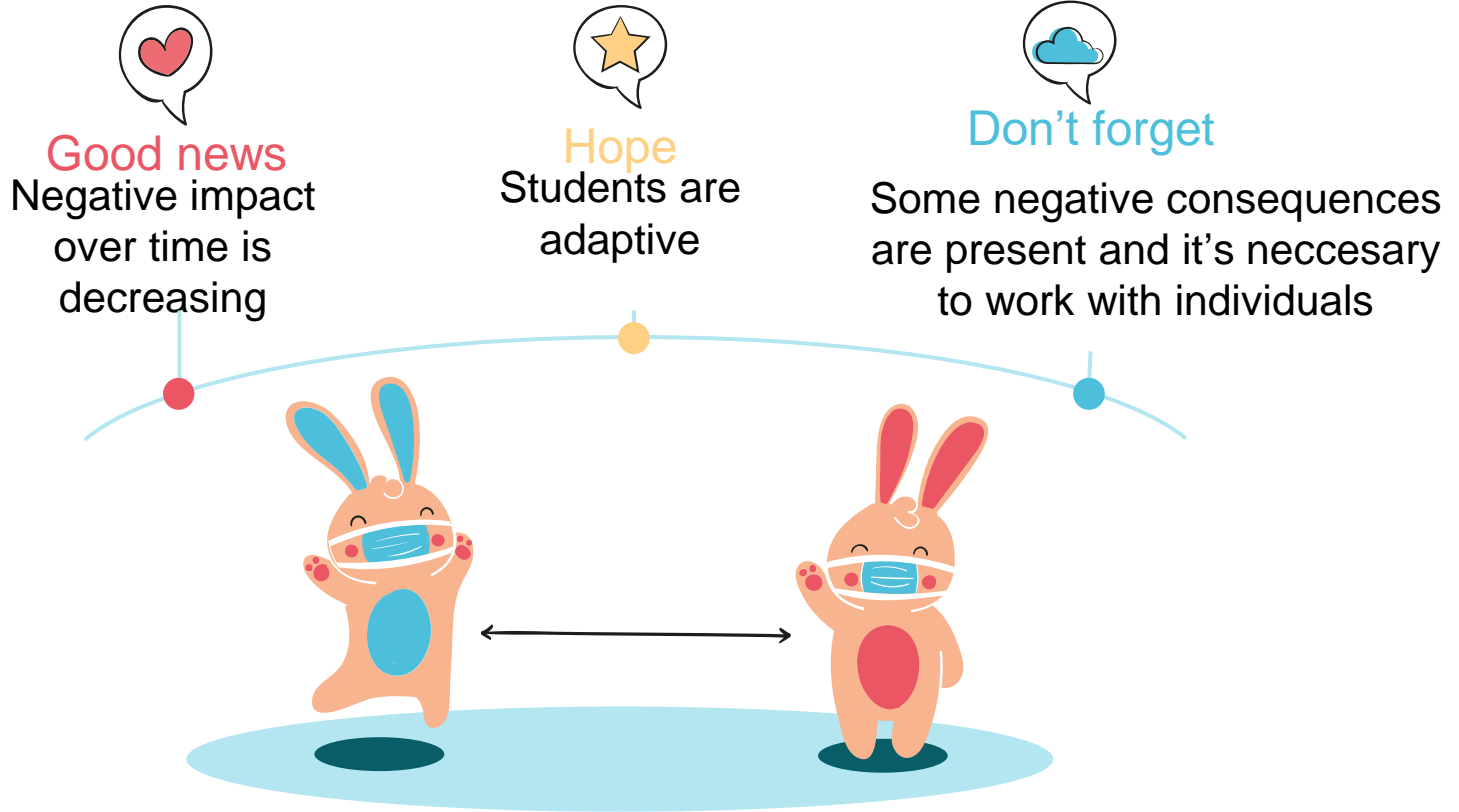 Good news
Negative impact
over time is
decreasing
Hope
Students are
adaptive
Don’t forget
Some negative consequences
are present and it’s neccesary
to work with individuals